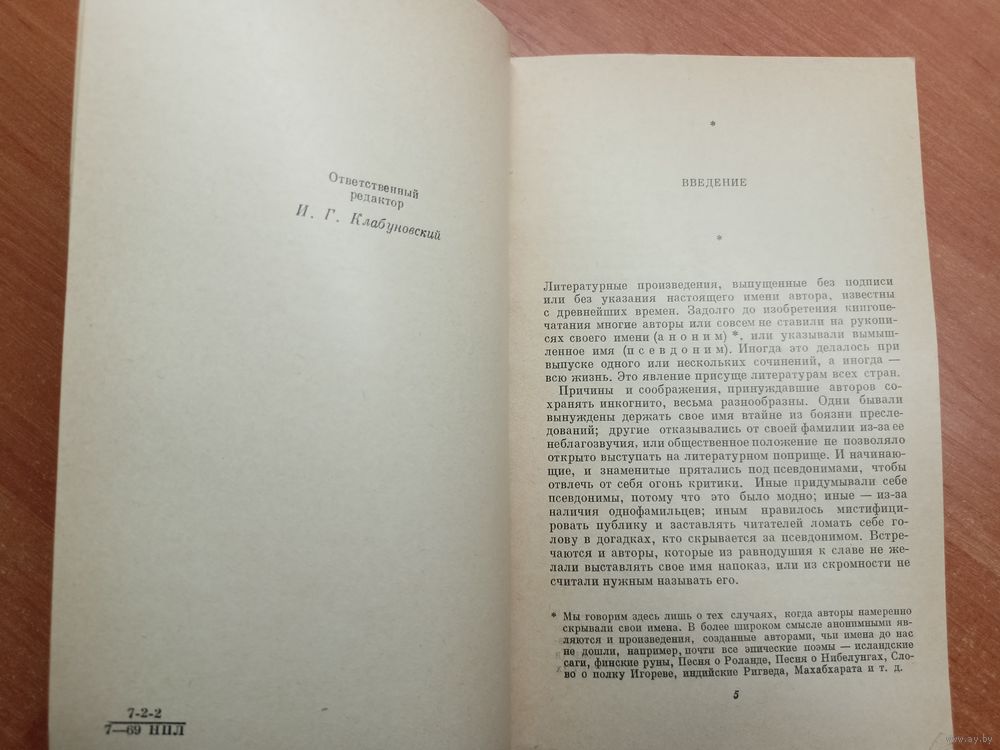 Ответственный
редактор
И. Г. Клабуновский
7-2-2
7—69 НПЛ
*
ВВЕДЕНИЕ
*
Литературные произведения, выпущенные без подписи
или без указания настоящего имени автора, известны
с древнейших времен. Задолго до изобретения книгопе-
чатания многие авторы или совсем не ставили на рукопи-
сях своего имени (а н о н и м) *, или указывали вымыш-
ленное имя (п с е в д о н и м). Иногда это делалось при
выпуске одного или нескольких сочинений, а иногда —
всю жизнь. Это явление присуще литературам всех стран.
Причины и соображения, принуждавшие авторов со-
хранять инкогнито, весьма разнообразны. Одни бывали
вынуждены держать свое имя втайне из боязни пресле-
дований; другие отказывались от своей фамилии из-за ее
неблагозвучия, или общественное положение не позволяло
открыто выступать на литературном поприще. И начинаю-
щие, и знаменитые прятались под псевдонимами, чтобы
отвлечь от себя огонь критики. Иные придумывали себе
псевдонимы, потому что это было модно; иные — из-за
наличия однофамильцев; иным нравилось мистифици-
ровать публику и заставлять читателей ломать себе го-
лову в догадках, кто скрывается за псевдонимом. Встре-
чаются и авторы, которые из равнодушия к славе не же-
лали выставлять свое имя напоказ, или из скромности не
считали нужным называть его.
* Мы говорим здесь лишь о тех случаях, когда авторы намеренно
скрывали свои имена. В более широком смысле анонимными яв-
ляются и произведения, созданные авторами, чьи имена до нас
не дошли, например, почти все эпические поэмы — исландские
саги, финские руны, Песня о Роланде, Песня о Нибелунгах, Сло-
во о полку Игореве, индийские Ригведа, Махабхарата и т. д.
5
www.ay.by